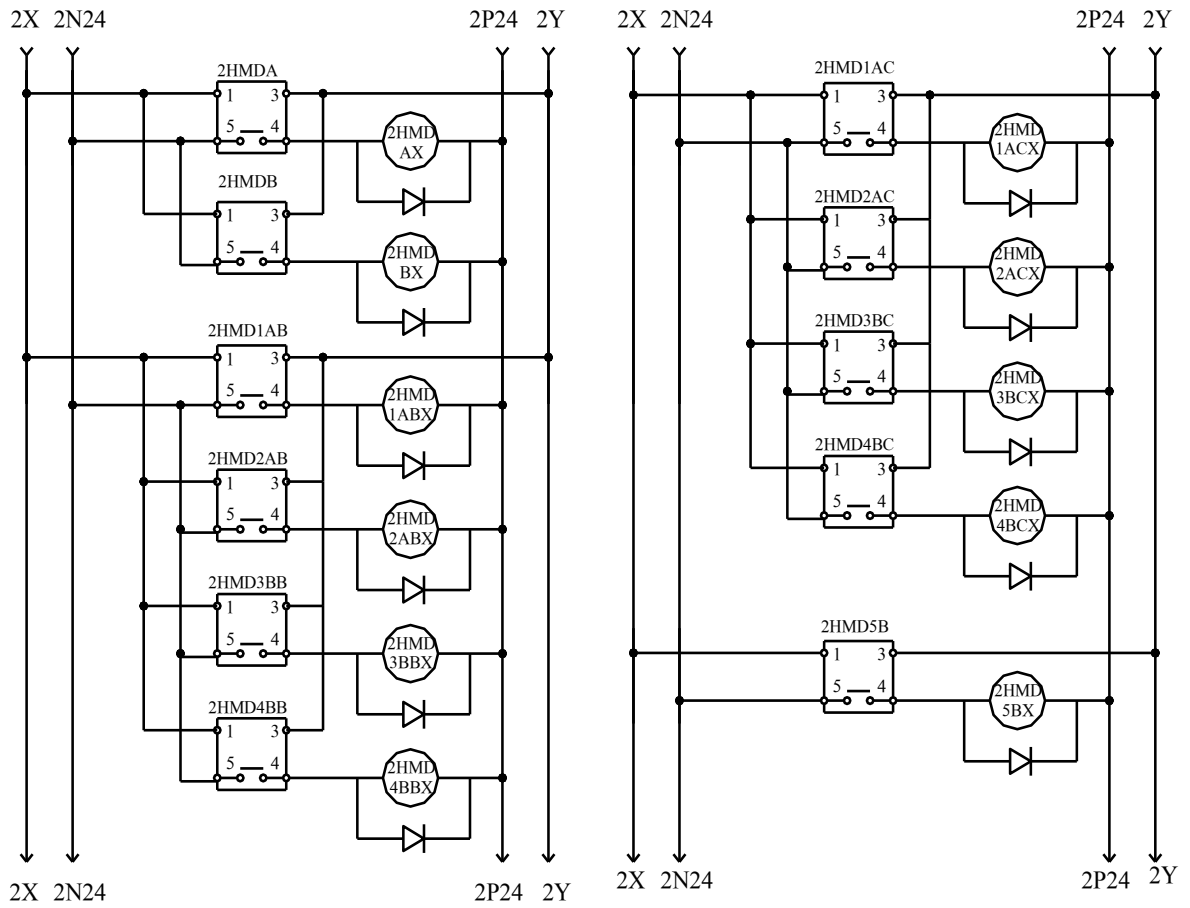 2X 2N24 2P24 2Y
2HMDA
1 3
5 4
2HMD
AX
2HMDB
1 3
5 4
2HMD
BX
2HMD1AB
1 3
5 4
2HMD
1ABX
2HMD2AB
1 3
5 4
2HMD
2ABX
2HMD3BB
1 3
5 4
2HMD
3BBX
2HMD4BB
1 3
5 4
2HMD
4BBX
2X 2N24 2P24 2Y
2X 2N24 2P24 2Y
2HMD1AC
1 3
5 4
2HMD
1ACX
2HMD2AC
1 3
5 4
2HMD
2ACX
2HMD3BC
1 3
5 4
2HMD
3BCX
2HMD4BC
1 3
5 4
2HMD
4BCX
2HMD5B
1 3
5 4
2HMD
5BX
2X 2N24 2P24 2Y